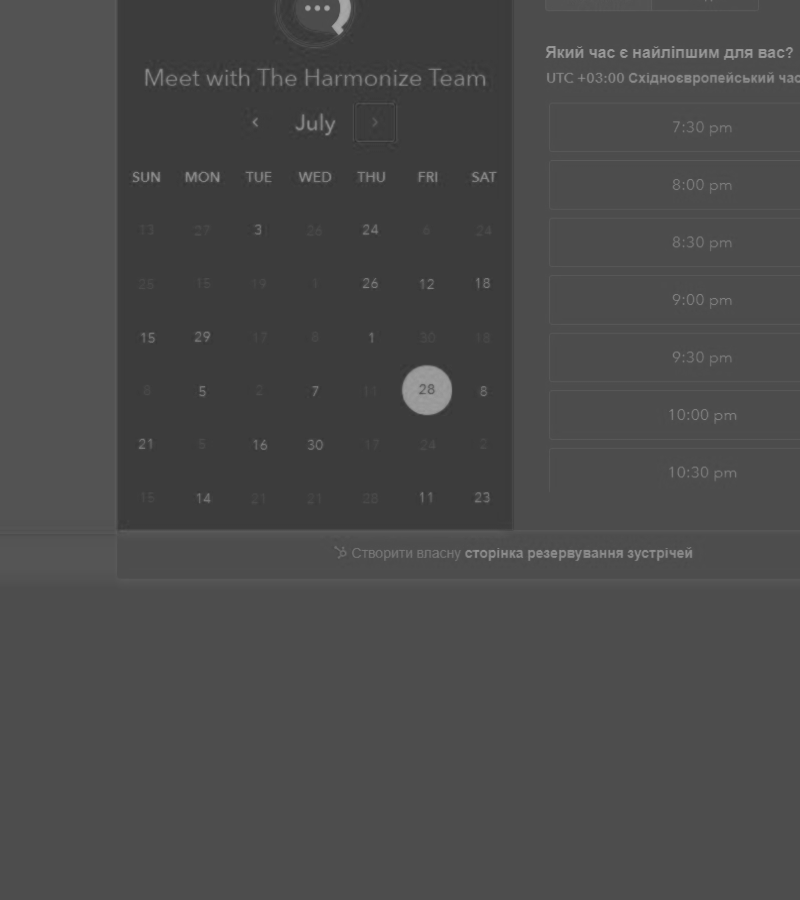 Meet with The Harmonize Team
‹ July ›
SUN MON TUE WED THU FRI SAT
13 27 3 26 24 6 24
25 15 19 1 26 12 18
15 29 17 6 1 30 18
8 5 2 7 11 28 8
21 5 16 30 17 24 2
15 14 21 21 28 11 23
Який час є найліпшим для вас?
UTC +03:00 Східноєвропейський час
7:30 pm
8:00 pm
8:30 pm
9:00 pm
9:30 pm
10:00 pm
10:30 pm
Створити власну сторінка резервування зустрічей